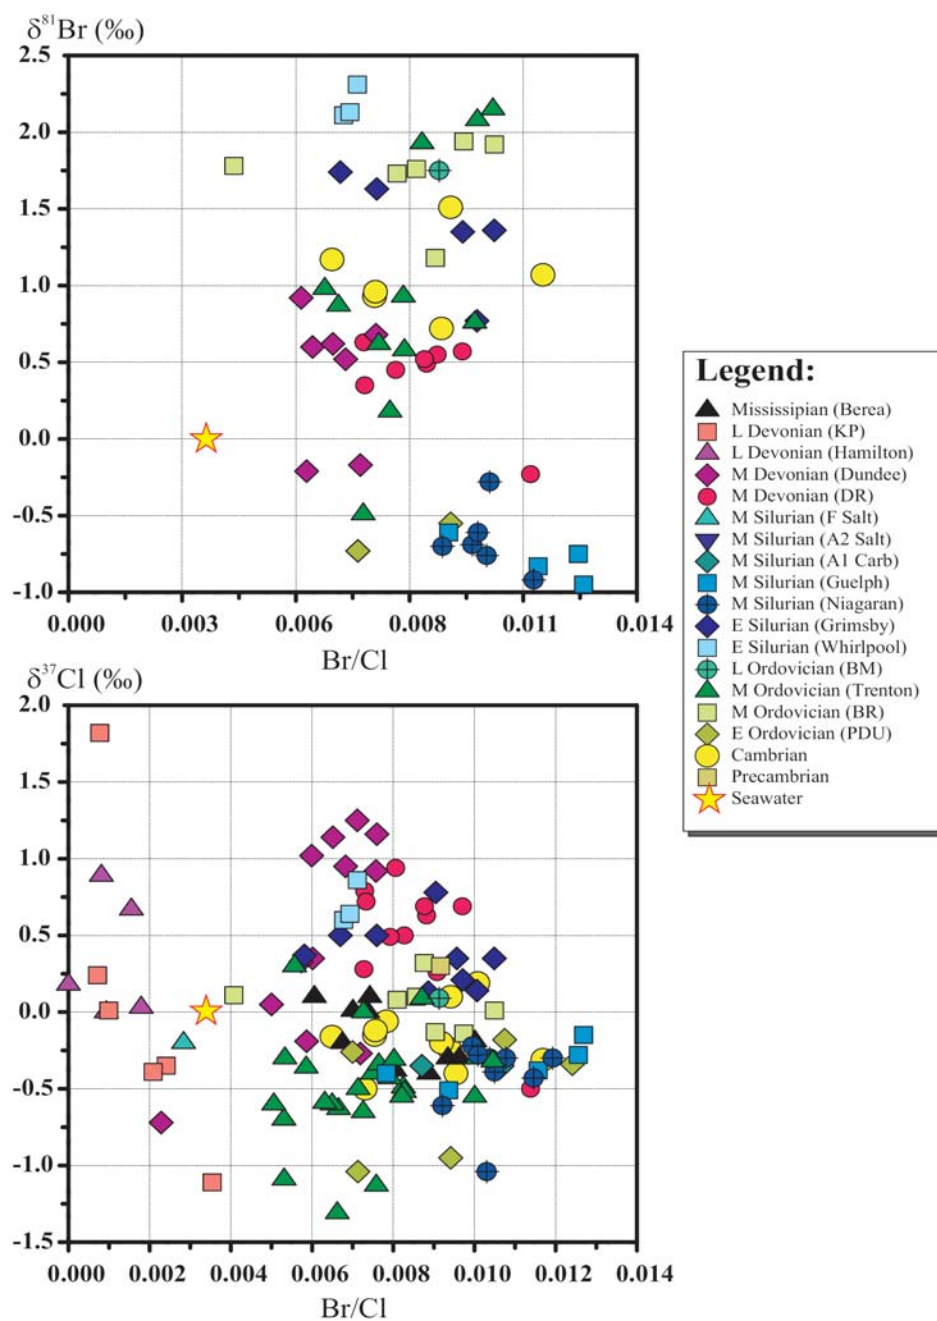 δ⁸¹Br (‰)
2.5
2.0
1.5
1.0
0.5
0.0
-0.5
-1.0
0.000 0.003 0.006 0.008 0.011 0.014
Br/Cl
δ³⁷Cl (‰)
2.0
1.5
1.0
0.5
0.0
-0.5
-1.0
-1.5
0.000 0.002 0.004 0.006 0.008 0.010 0.012 0.014
Br/Cl
Legend:
Mississipian (Berea)
L Devonian (KP)
L Devonian (Hamilton)
M Devonian (Dundee)
M Devonian (DR)
M Silurian (F Salt)
M Silurian (A2 Salt)
M Silurian (A1 Carb)
M Silurian (Guelph)
M Silurian (Niagaran)
E Silurian (Grimsby)
E Silurian (Whirlpool)
L Ordovician (BM)
M Ordovician (Trenton)
M Ordovician (BR)
E Ordovician (PDU)
Cambrian
Precambrian
Seawater